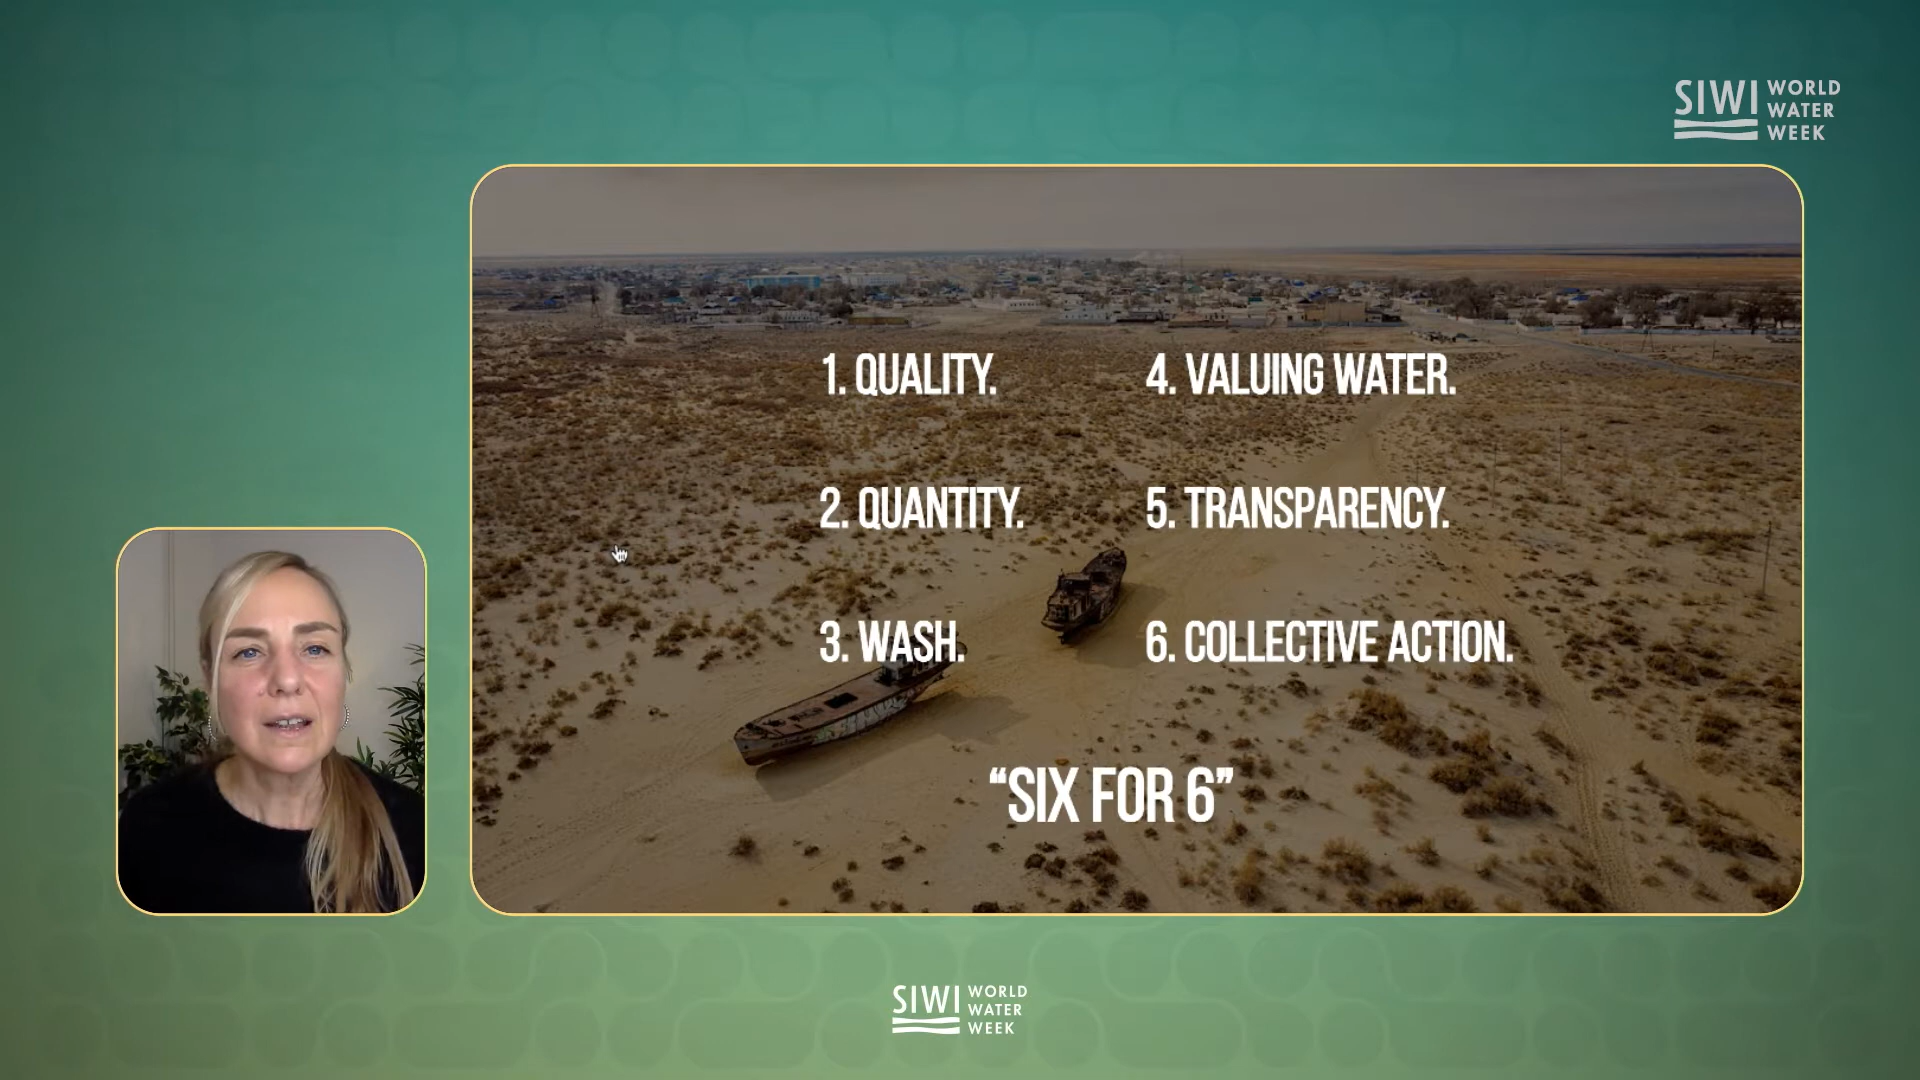 SIWI WORLD
WATER
WEEK
1. QUALITY.
2. QUANTITY.
3. WASH.
4. VALUING WATER.
5. TRANSPARENCY.
6. COLLECTIVE ACTION.
“SIX FOR 6”
SIWI WORLD
WATER
WEEK